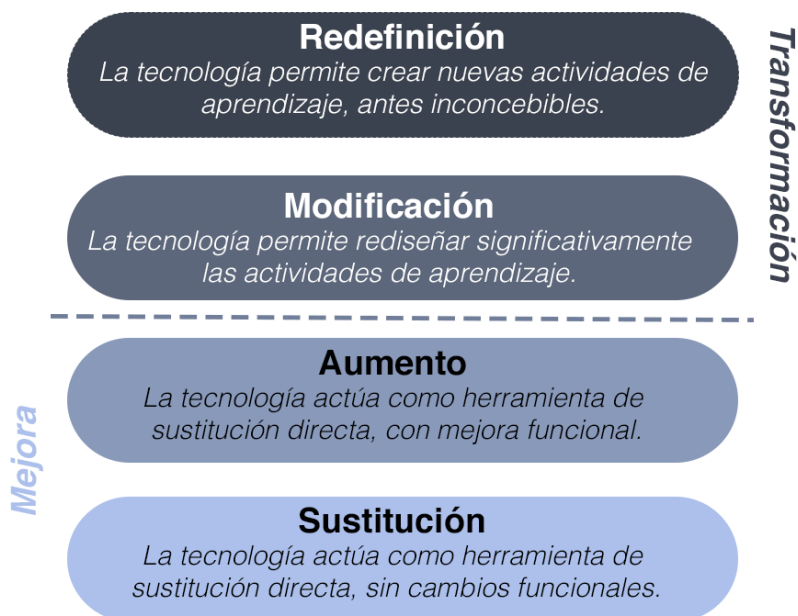 Redefinición
La tecnología permite crear nuevas actividades de
aprendizaje, antes inconcebibles.
Transformación
Modificación
La tecnología permite rediseñar significativamente
las actividades de aprendizaje.
Aumento
La tecnología actúa como herramienta de
sustitución directa, con mejora funcional.
Mejora
Sustitución
La tecnología actúa como herramienta de
sustitución directa, sin cambios funcionales.